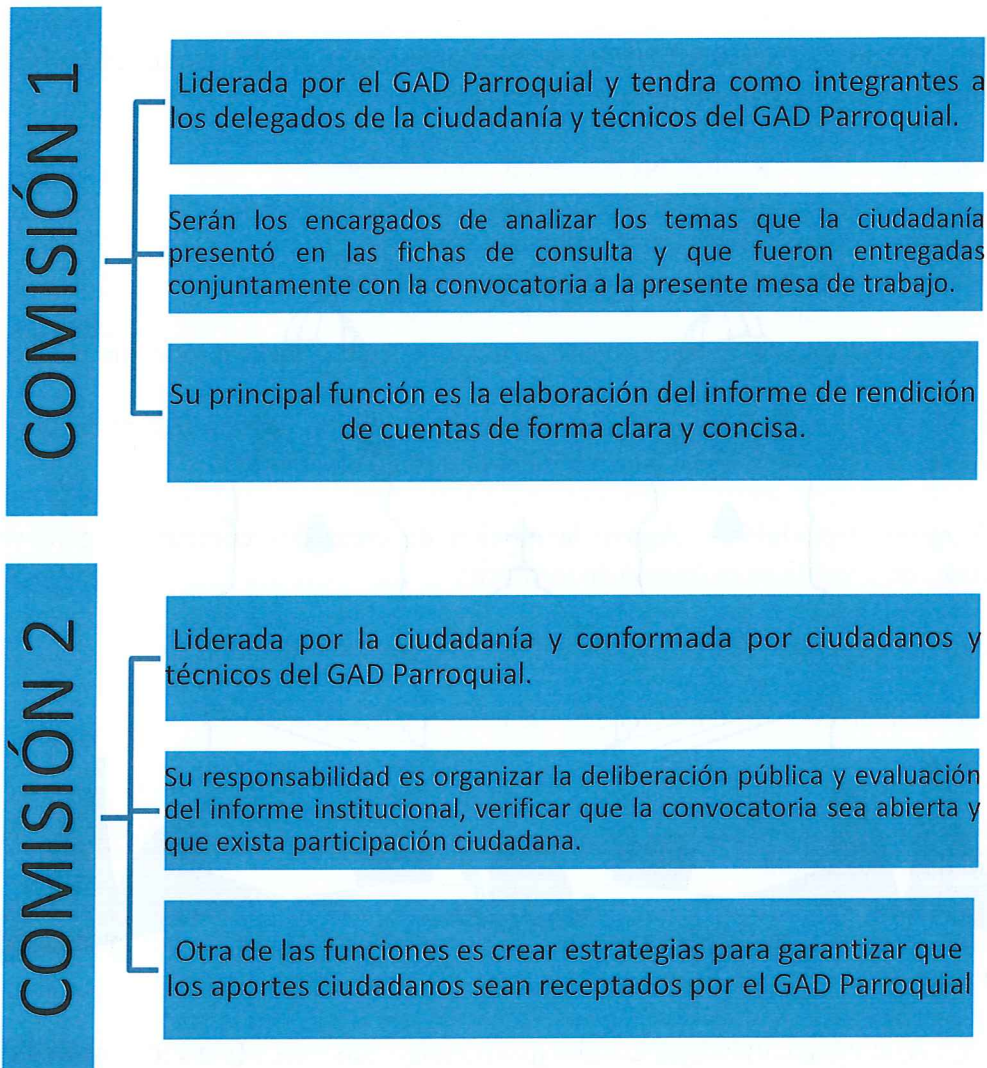 COMISIÓN 1
Liderada por el GAD Parroquial y tendra como integrantes a
los delegados de la ciudadanía y técnicos del GAD Parroquial.
Serán los encargados de analizar los temas que la ciudadanía
presentó en las fichas de consulta y que fueron entregadas
conjuntamente con la convocatoria a la presente mesa de trabajo.
Su principal función es la elaboración del informe de rendición
de cuentas de forma clara y concisa.
COMISIÓN 2
Liderada por la ciudadanía y conformada por ciudadanos y
técnicos del GAD Parroquial.
Su responsabilidad es organizar la deliberación pública y evaluación
del informe institucional, verificar que la convocatoria sea abierta y
que exista participación ciudadana.
Otra de las funciones es crear estrategias para garantizar que
los aportes ciudadanos sean receptados por el GAD Parroquial